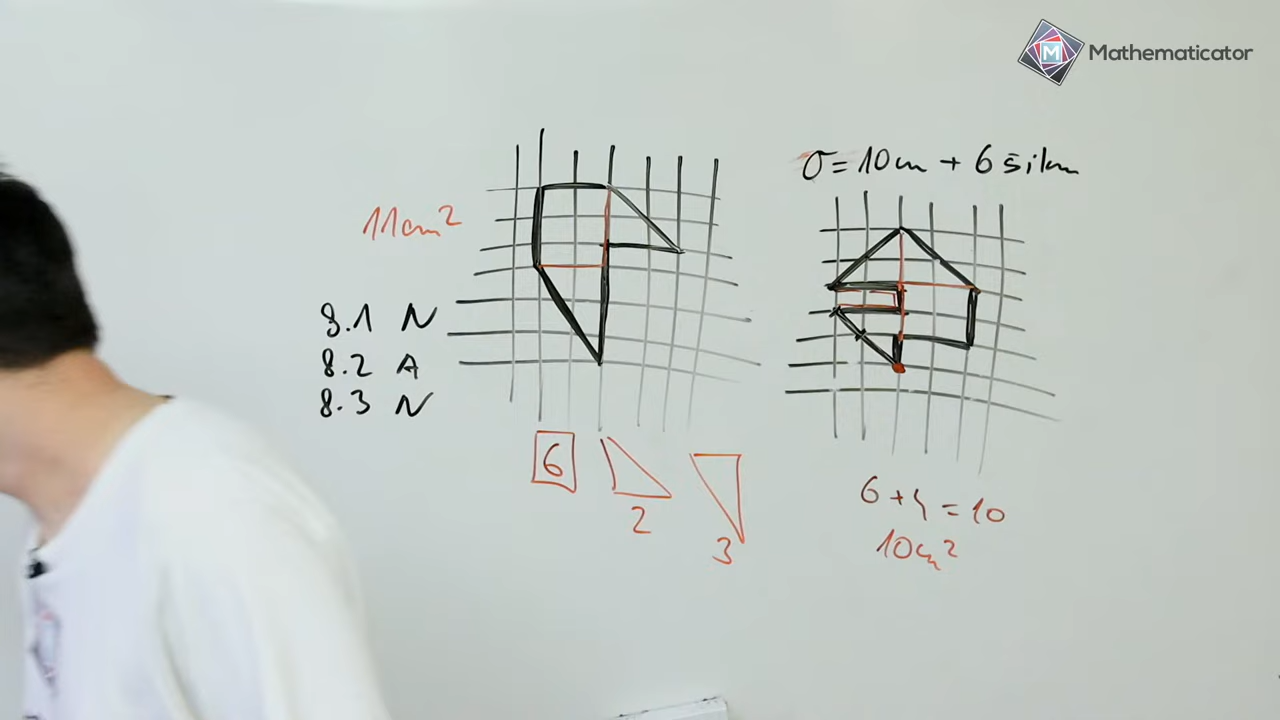 Mathematicator
σ = 10cm + 6 šikm
11cm²
8.1 N
8.2 A
8.3 N
6
2
3
6 + 4 = 10
10cm²